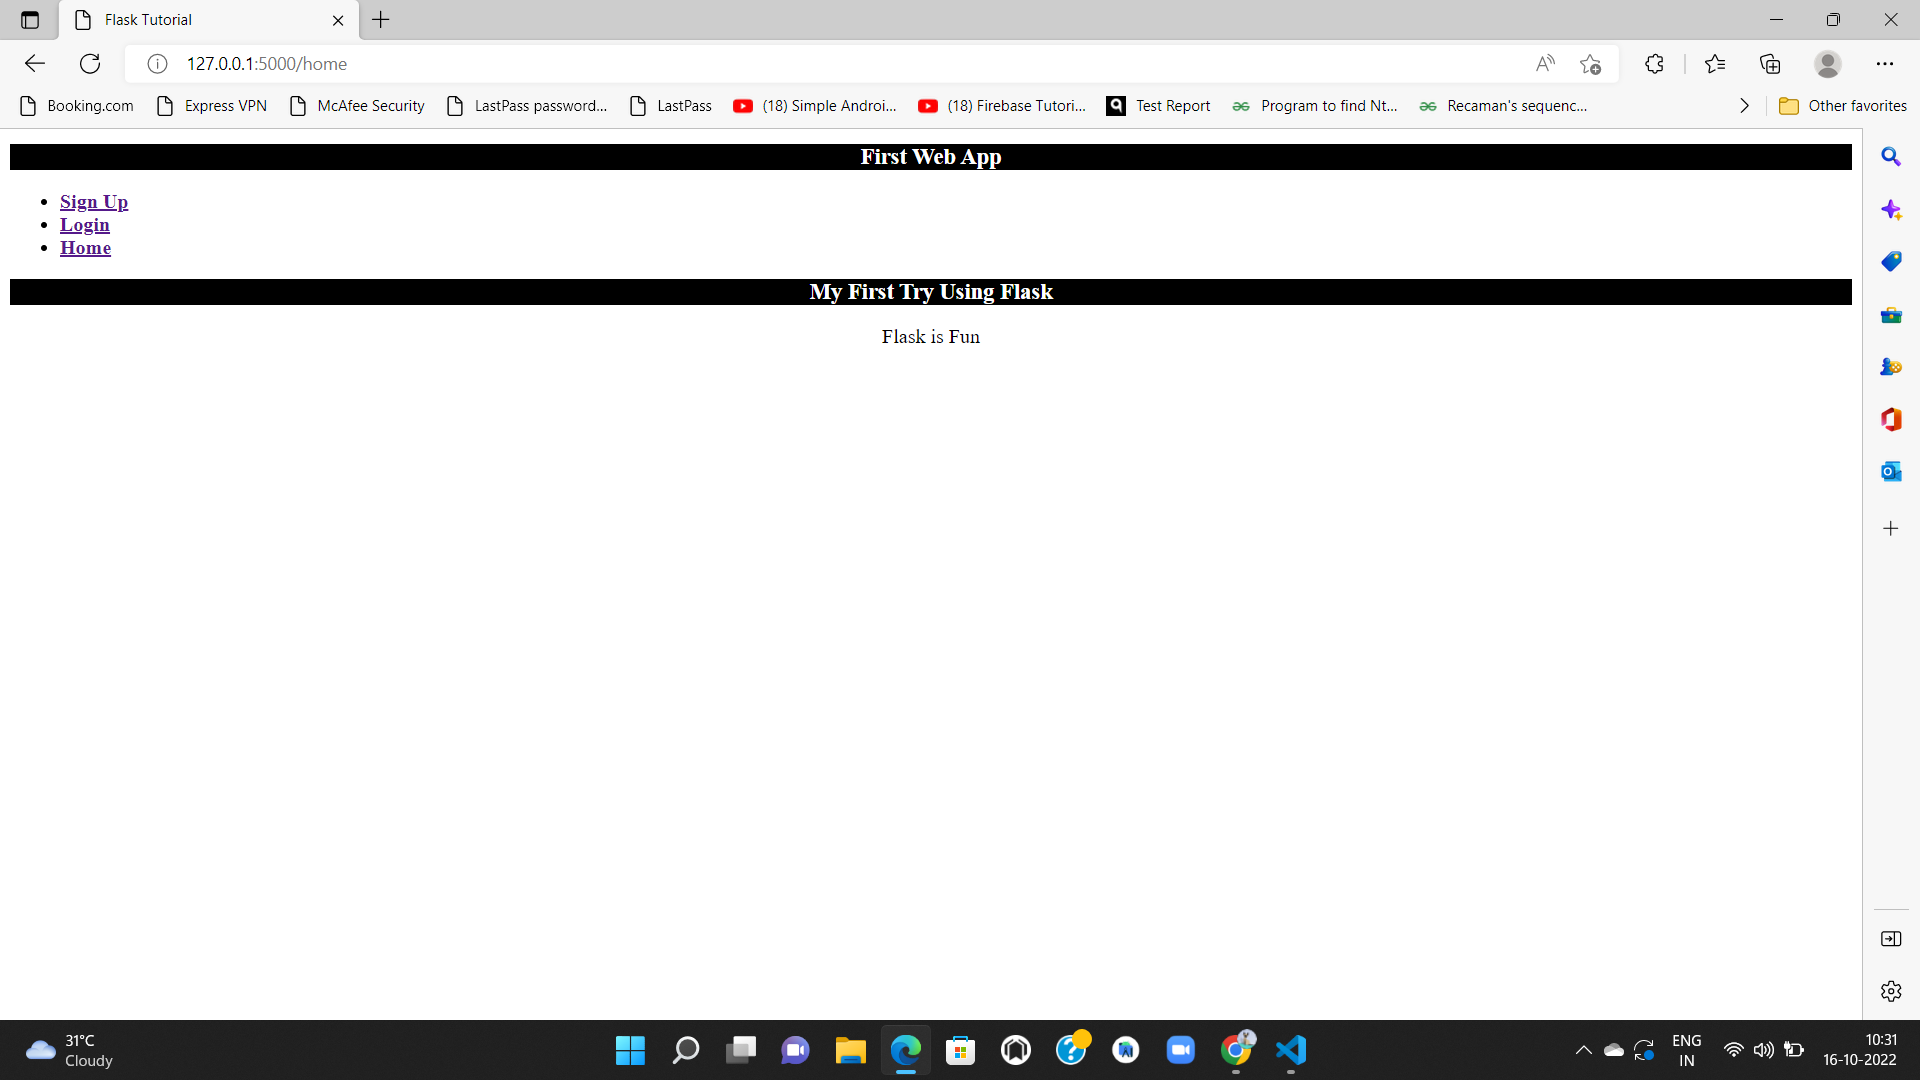 Flask Tutorial
127.0.0.1:5000/home
Booking.com Express VPN McAfee Security LastPass password... LastPass (18) Simple Androi... (18) Firebase Tutori... Test Report Program to find Nt... Recaman's sequenc... Other favorites
First Web App
Sign Up
Login
Home
My First Try Using Flask
Flask is Fun
31°C
Cloudy
ENG
IN
10:31
16-10-2022